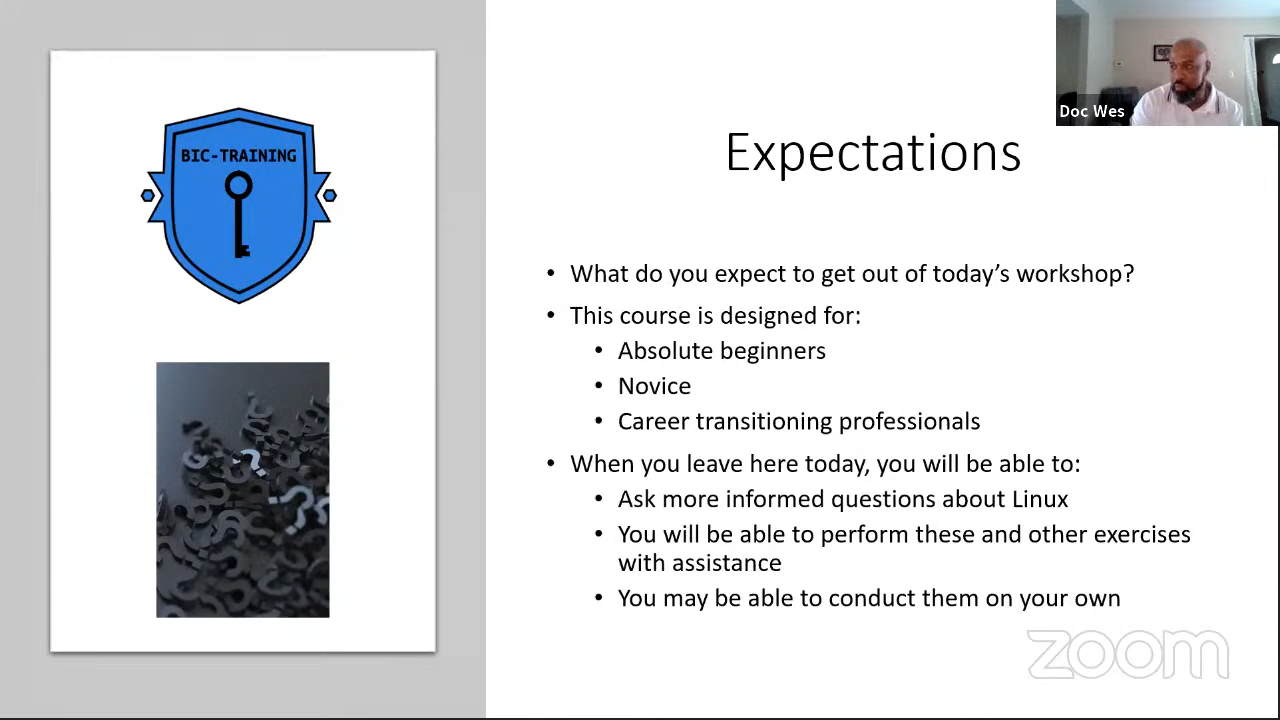 BIC-TRAINING
Doc Wes
Expectations
• What do you expect to get out of today’s workshop?
• This course is designed for:
• Absolute beginners
• Novice
• Career transitioning professionals
• When you leave here today, you will be able to:
• Ask more informed questions about Linux
• You will be able to perform these and other exercises
with assistance
• You may be able to conduct them on your own
zoom